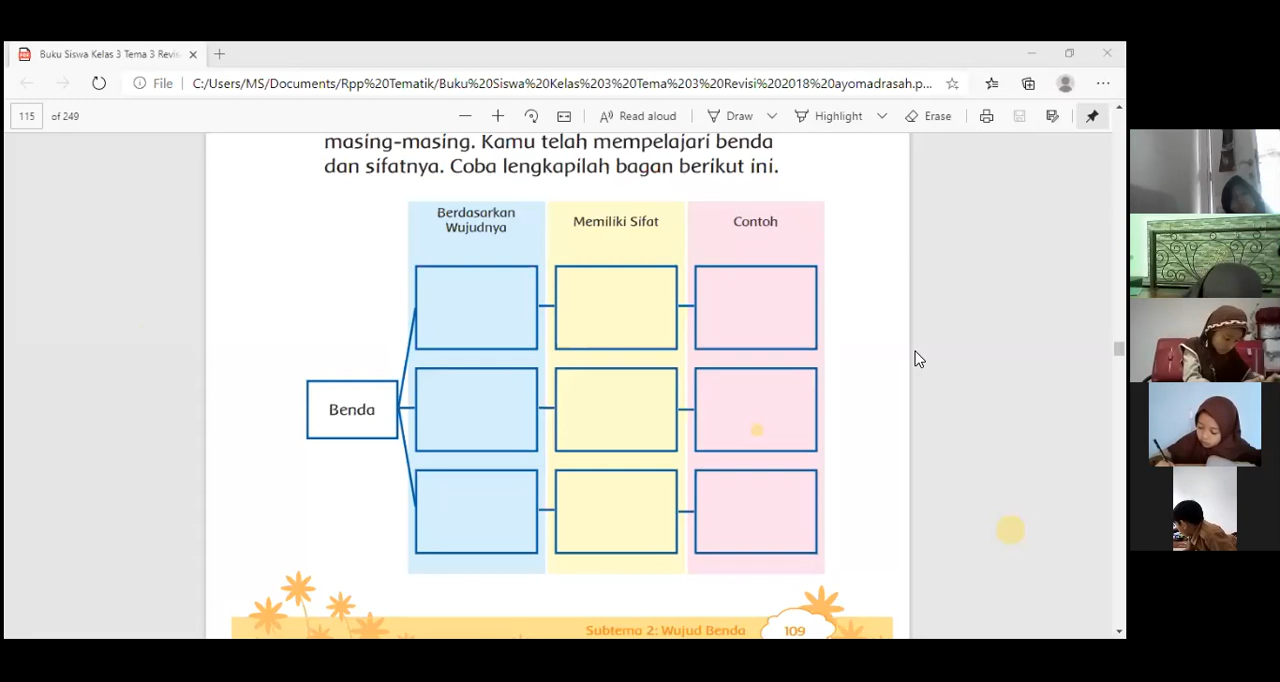 Buku Siswa Kelas 3 Tema 3 Revis
File
C:/Users/MS/Documents/Rpp%20Tematik/Buku%20Siswa%20Kelas%203%20Tema%203%20Revisi%202018%20ayomadrasah.p...
115 of 249
Read aloud
Draw
Highlight
Erase
masing-masing. Kamu telah mempelajari benda
dan sifatnya. Coba lengkapilah bagan berikut ini.
Berdasarkan
Wujudnya
Memiliki Sifat
Contoh
Benda
Subtema 2: Wujud Benda
109